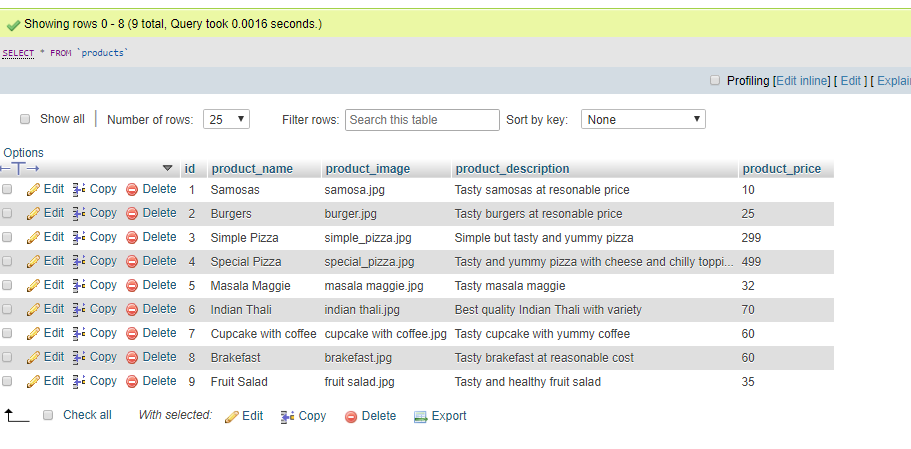 Showing rows 0 - 8 (9 total, Query took 0.0016 seconds.)
SELECT * FROM `products`
Profiling [Edit inline] [ Edit ] [ Explai
Show all Number of rows: 25 Filter rows: Search this table Sort by key: None
Options
id product_name product_image product_description product_price
Edit Copy Delete 1 Samosas samosa.jpg Tasty samosas at resonable price 10
Edit Copy Delete 2 Burgers burger.jpg Tasty burgers at resonable price 25
Edit Copy Delete 3 Simple Pizza simple_pizza.jpg Simple but tasty and yummy pizza 299
Edit Copy Delete 4 Special Pizza special_pizza.jpg Tasty and yummy pizza with cheese and chilly toppi... 499
Edit Copy Delete 5 Masala Maggie masala maggie.jpg Tasty masala maggie 32
Edit Copy Delete 6 Indian Thali indian thali.jpg Best quality Indian Thali with variety 70
Edit Copy Delete 7 Cupcake with coffee cupcake with coffee.jpg Tasty cupcake with yummy coffee 60
Edit Copy Delete 8 Brakefast brakefast.jpg Tasty brakefast at reasonable cost 60
Edit Copy Delete 9 Fruit Salad fruit salad.jpg Tasty and healthy fruit salad 35
Check all With selected: Edit Copy Delete Export